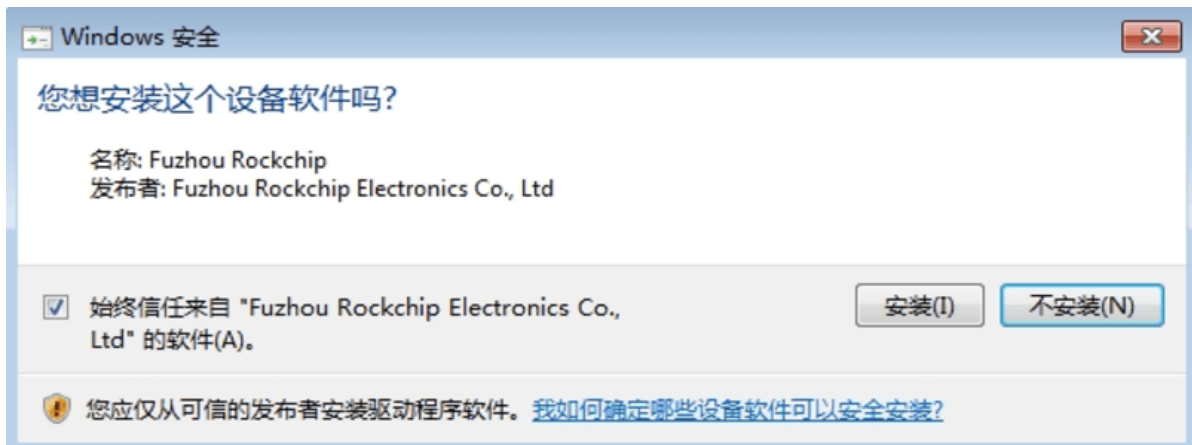 Windows 安全
您想安装这个设备软件吗?
名称: Fuzhou Rockchip
发布者: Fuzhou Rockchip Electronics Co., Ltd
始终信任来自 "Fuzhou Rockchip Electronics Co.,
Ltd" 的软件(A)。
安装(I)
不安装(N)
您应仅从可信的发布者安装驱动程序软件。我如何确定哪些设备软件可以安全安装?